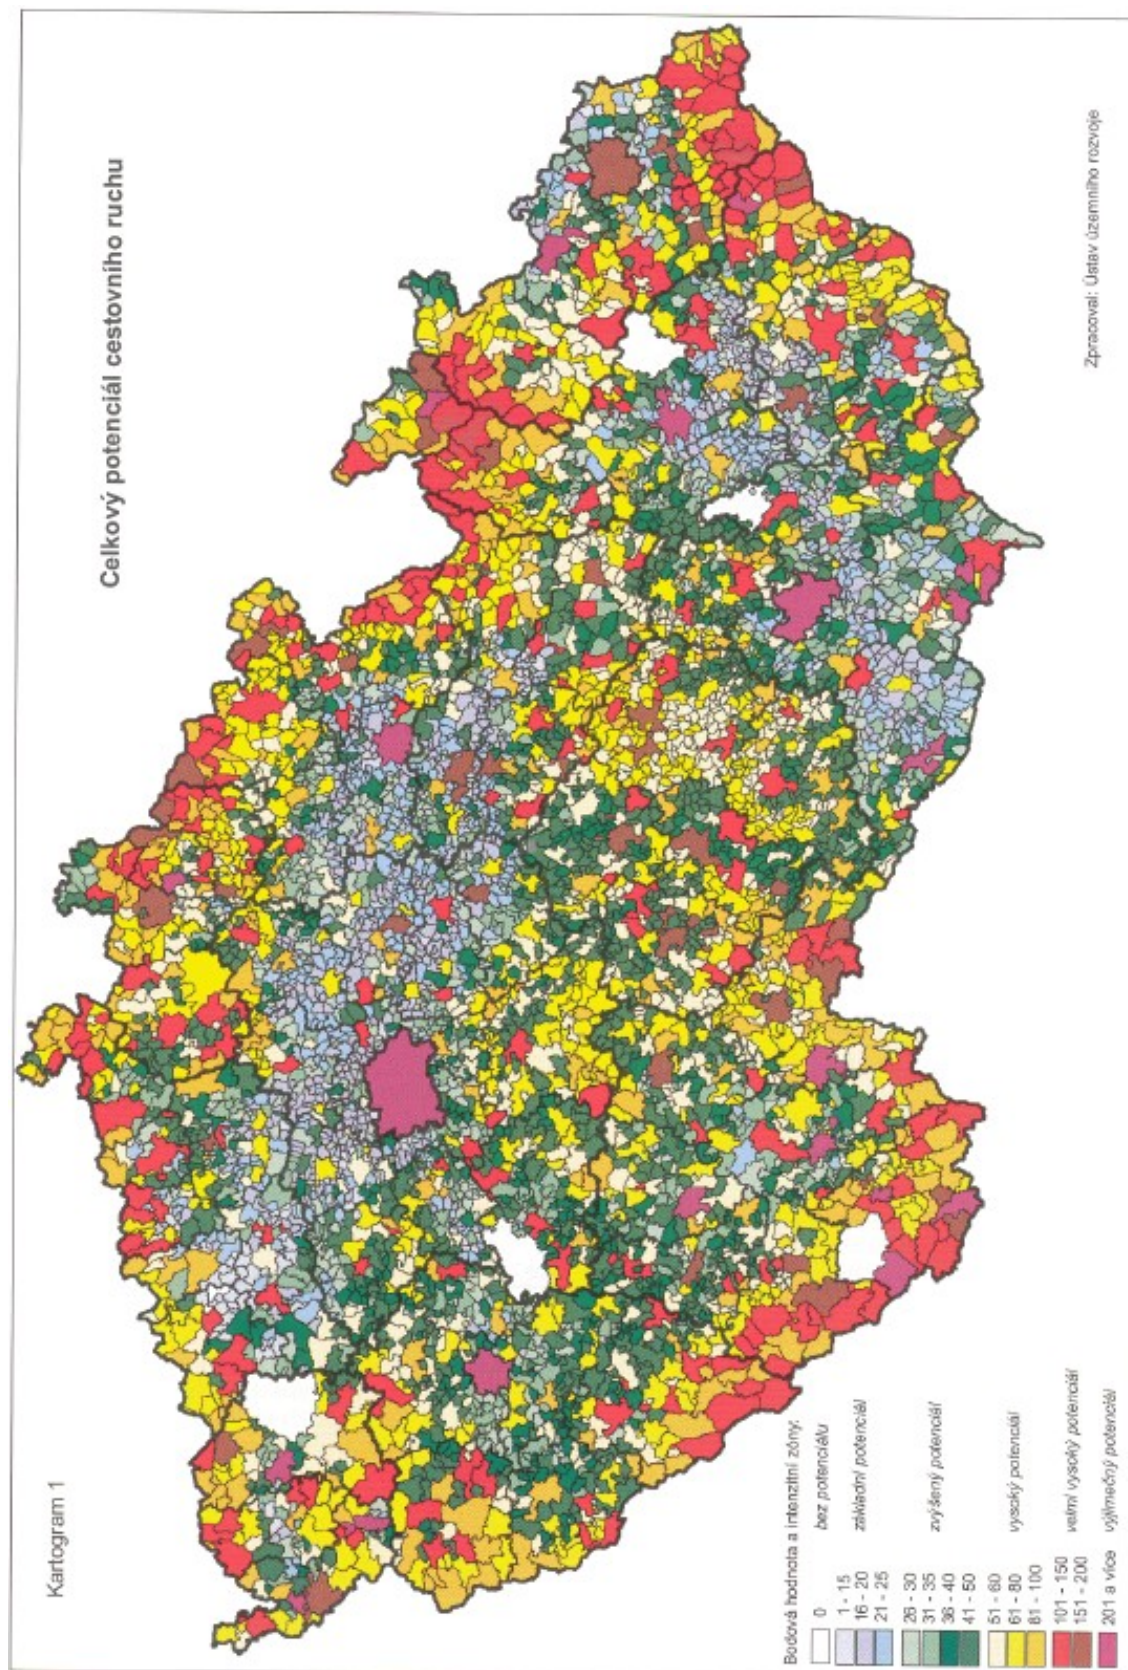 Kartogram 1
Celkový potenciál cestovního ruchu
Bodová hodnota a intenzitní zóny:
0 bez potenciálu
1 - 15
16 - 20 základní potenciál
21 - 25
26 - 30
31 - 35 zvýšený potenciál
36 - 40
41 - 50
51 - 60
61 - 80 vysoký potenciál
81 - 100
101 - 150 velmi vysoký potenciál
151 - 200
201 a více výjimečný potenciál
Zpracoval: Ústav územního rozvoje